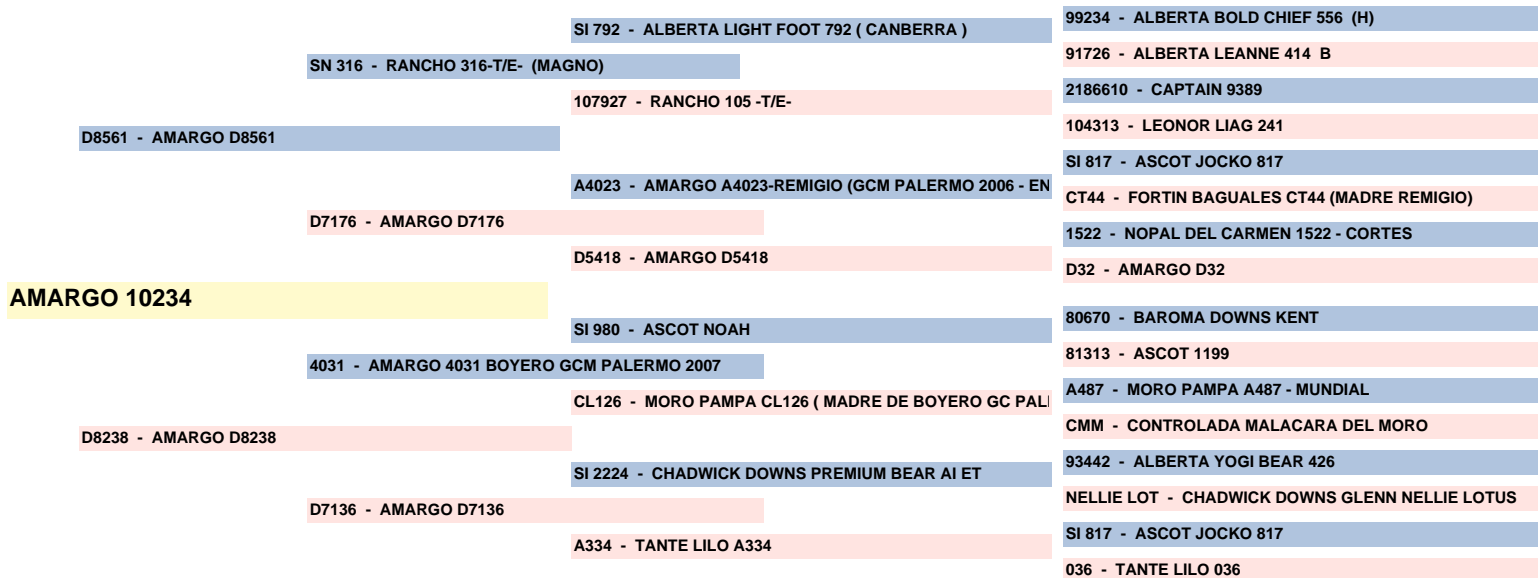 99234 - ALBERTA BOLD CHIEF 556 (H)
SI 792 - ALBERTA LIGHT FOOT 792 ( CANBERRA )
91726 - ALBERTA LEANNE 414 B
SN 316 - RANCHO 316-T/E- (MAGNO)
2186610 - CAPTAIN 9389
107927 - RANCHO 105 -T/E-
104313 - LEONOR LIAG 241
D8561 - AMARGO D8561
SI 817 - ASCOT JOCKO 817
A4023 - AMARGO A4023-REMIGIO (GCM PALERMO 2006 - EN
CT44 - FORTIN BAGUALES CT44 (MADRE REMIGIO)
D7176 - AMARGO D7176
1522 - NOPAL DEL CARMEN 1522 - CORTES
D5418 - AMARGO D5418
D32 - AMARGO D32
AMARGO 10234
80670 - BAROMA DOWNS KENT
SI 980 - ASCOT NOAH
81313 - ASCOT 1199
4031 - AMARGO 4031 BOYERO GCM PALERMO 2007
A487 - MORO PAMPA A487 - MUNDIAL
CL126 - MORO PAMPA CL126 ( MADRE DE BOYERO GC PAL
CMM - CONTROLADA MALACARA DEL MORO
D8238 - AMARGO D8238
93442 - ALBERTA YOGI BEAR 426
SI 2224 - CHADWICK DOWNS PREMIUM BEAR AI ET
NELLIE LOT - CHADWICK DOWNS GLENN NELLIE LOTUS
D7136 - AMARGO D7136
SI 817 - ASCOT JOCKO 817
A334 - TANTE LILO A334
036 - TANTE LILO 036